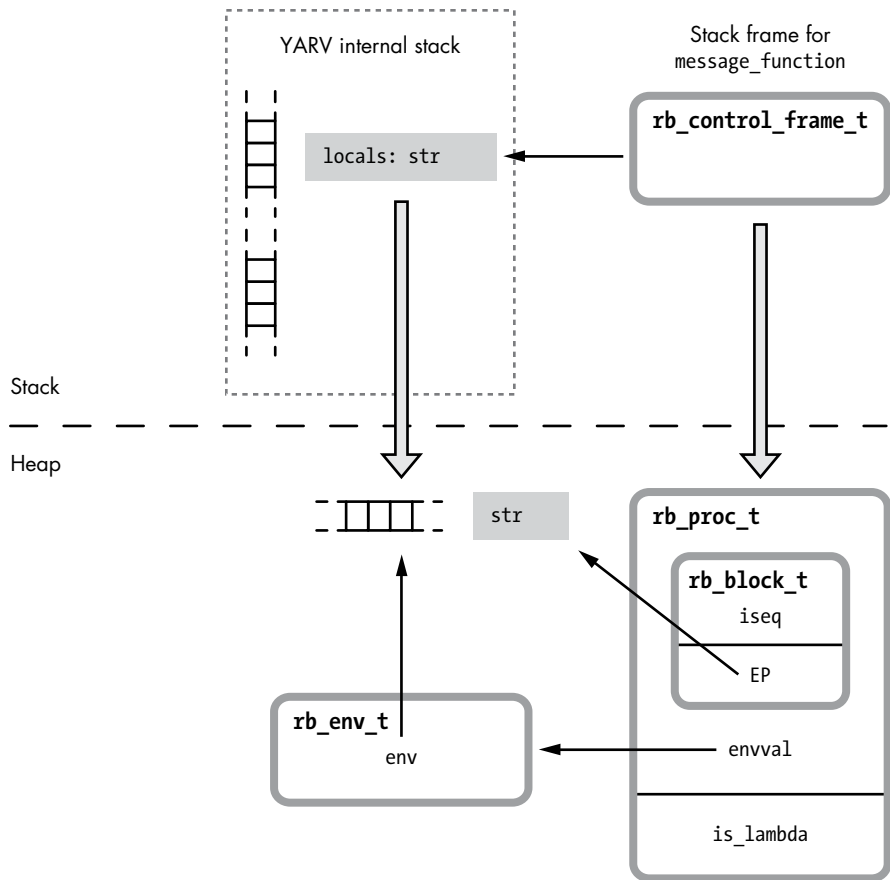 YARV internal stack
Stack frame for
message_function
rb_control_frame_t
locals: str
Stack
Heap
str
rb_proc_t
rb_block_t
iseq
EP
rb_env_t
env
envval
is_lambda